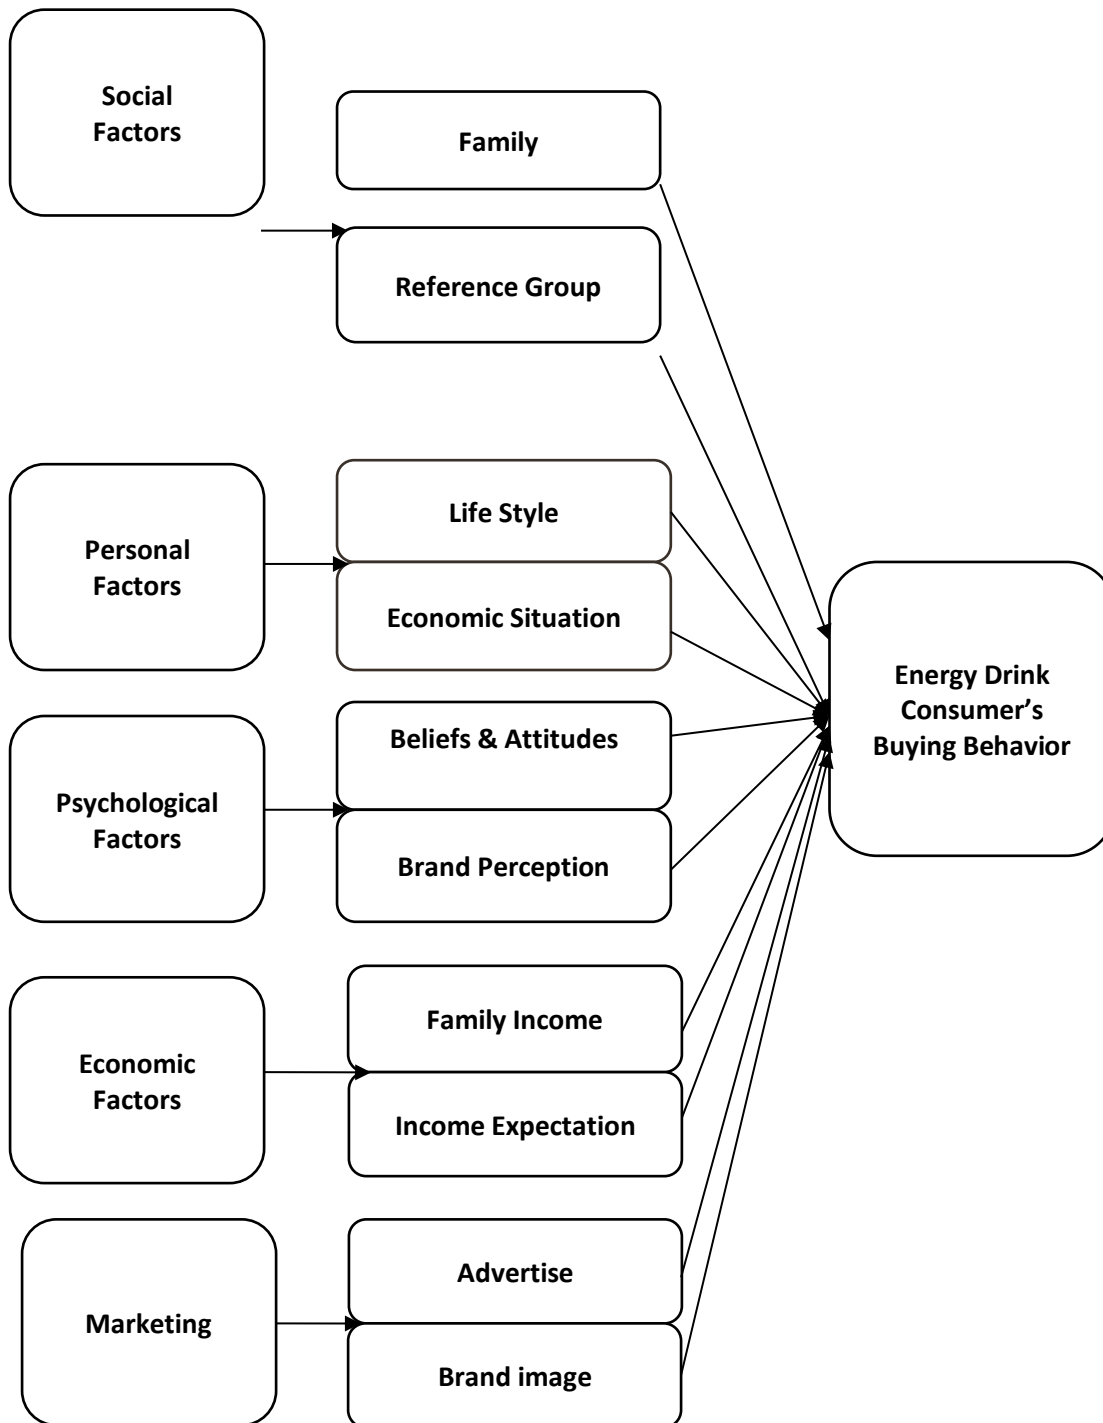 Social
Factors
Family
Reference Group
Personal
Factors
Life Style
Economic Situation
Energy Drink
Consumer’s
Buying Behavior
Psychological
Factors
Beliefs & Attitudes
Brand Perception
Economic
Factors
Family Income
Income Expectation
Marketing
Advertise
Brand image